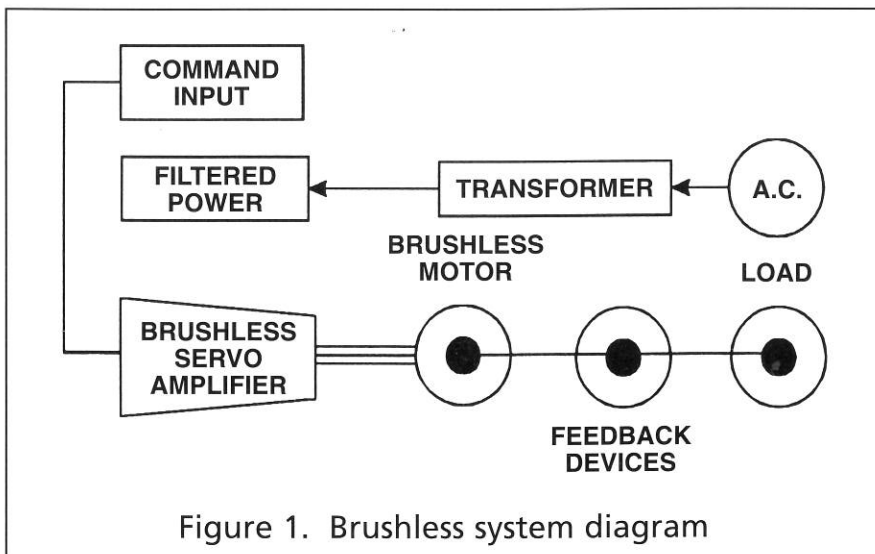 COMMAND
INPUT
FILTERED
POWER
TRANSFORMER
A.C.
BRUSHLESS
MOTOR
LOAD
BRUSHLESS
SERVO
AMPLIFIER
FEEDBACK
DEVICES
Figure 1. Brushless system diagram